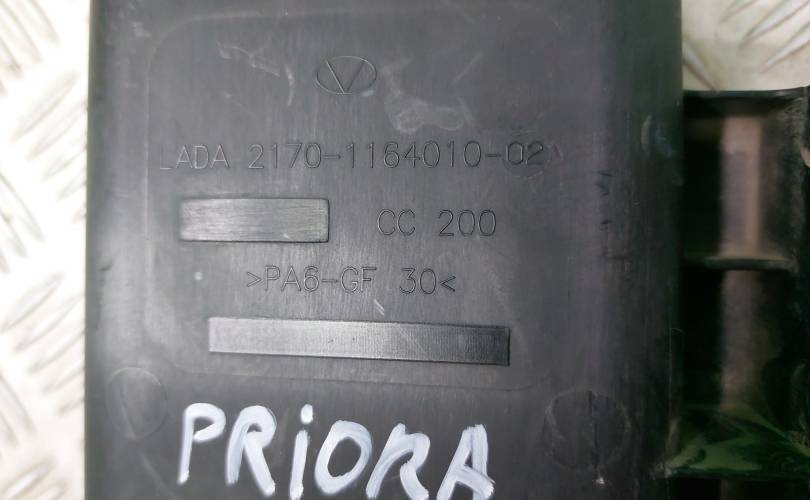 LADA 2170-1164010-02
CC 200
>PA6-GF 30<
PRiORA